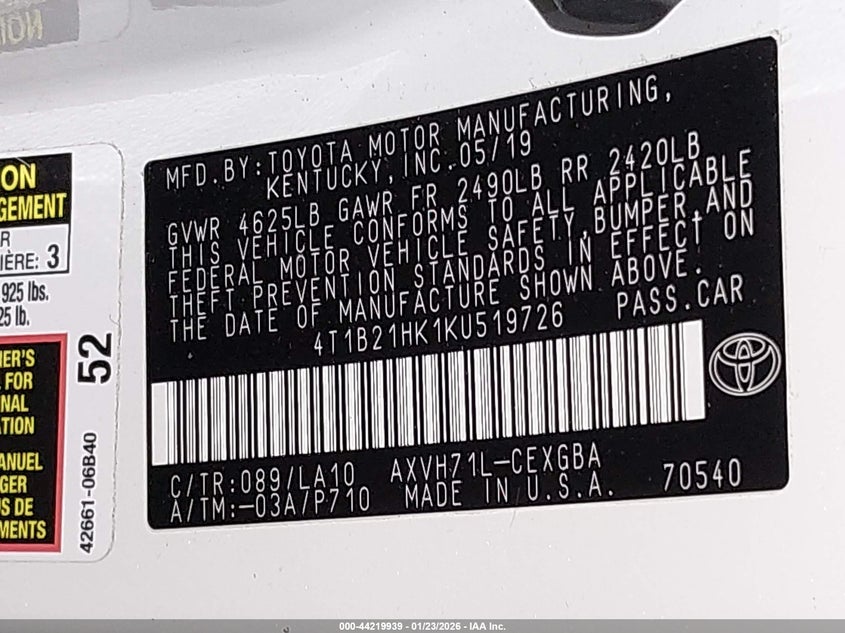 ION
ON
GEMENT
R
IÈRE: 3
925 lbs.
25 lb.
52
ER'S
FOR
NAL
TION
ANUEL
GER
S DE
MENTS
42661-06B40
MFD.BY:TOYOTA MOTOR MANUFACTURING,
KENTUCKY,INC.05/19
GVWR 4625LB GAWR FR 2490LB RR 2420LB
THIS VEHICLE CONFORMS TO ALL APPLICABLE
FEDERAL MOTOR VEHICLE SAFETY,BUMPER,AND
THEFT PREVENTION STANDARDS IN EFFECT ON
THE DATE OF MANUFACTURE SHOWN ABOVE.
4T1B21HK1KU519726 PASS.CAR
C/TR:089/LA10 AXVH71L-CEXGBA
A/TM:-03A/P710 MADE IN U.S.A. 70540
000-44219939 - 01/23/2026 - IAA Inc.